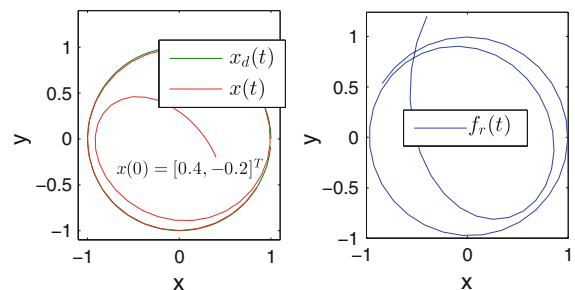 1
0.5
0
−0.5
−1
y
x_d(t)
x(t)
x(0) = [0.4, −0.2]^T
−1
0
1
x
1
0.5
0
−0.5
−1
y
f_r(t)
−1
0
1
x